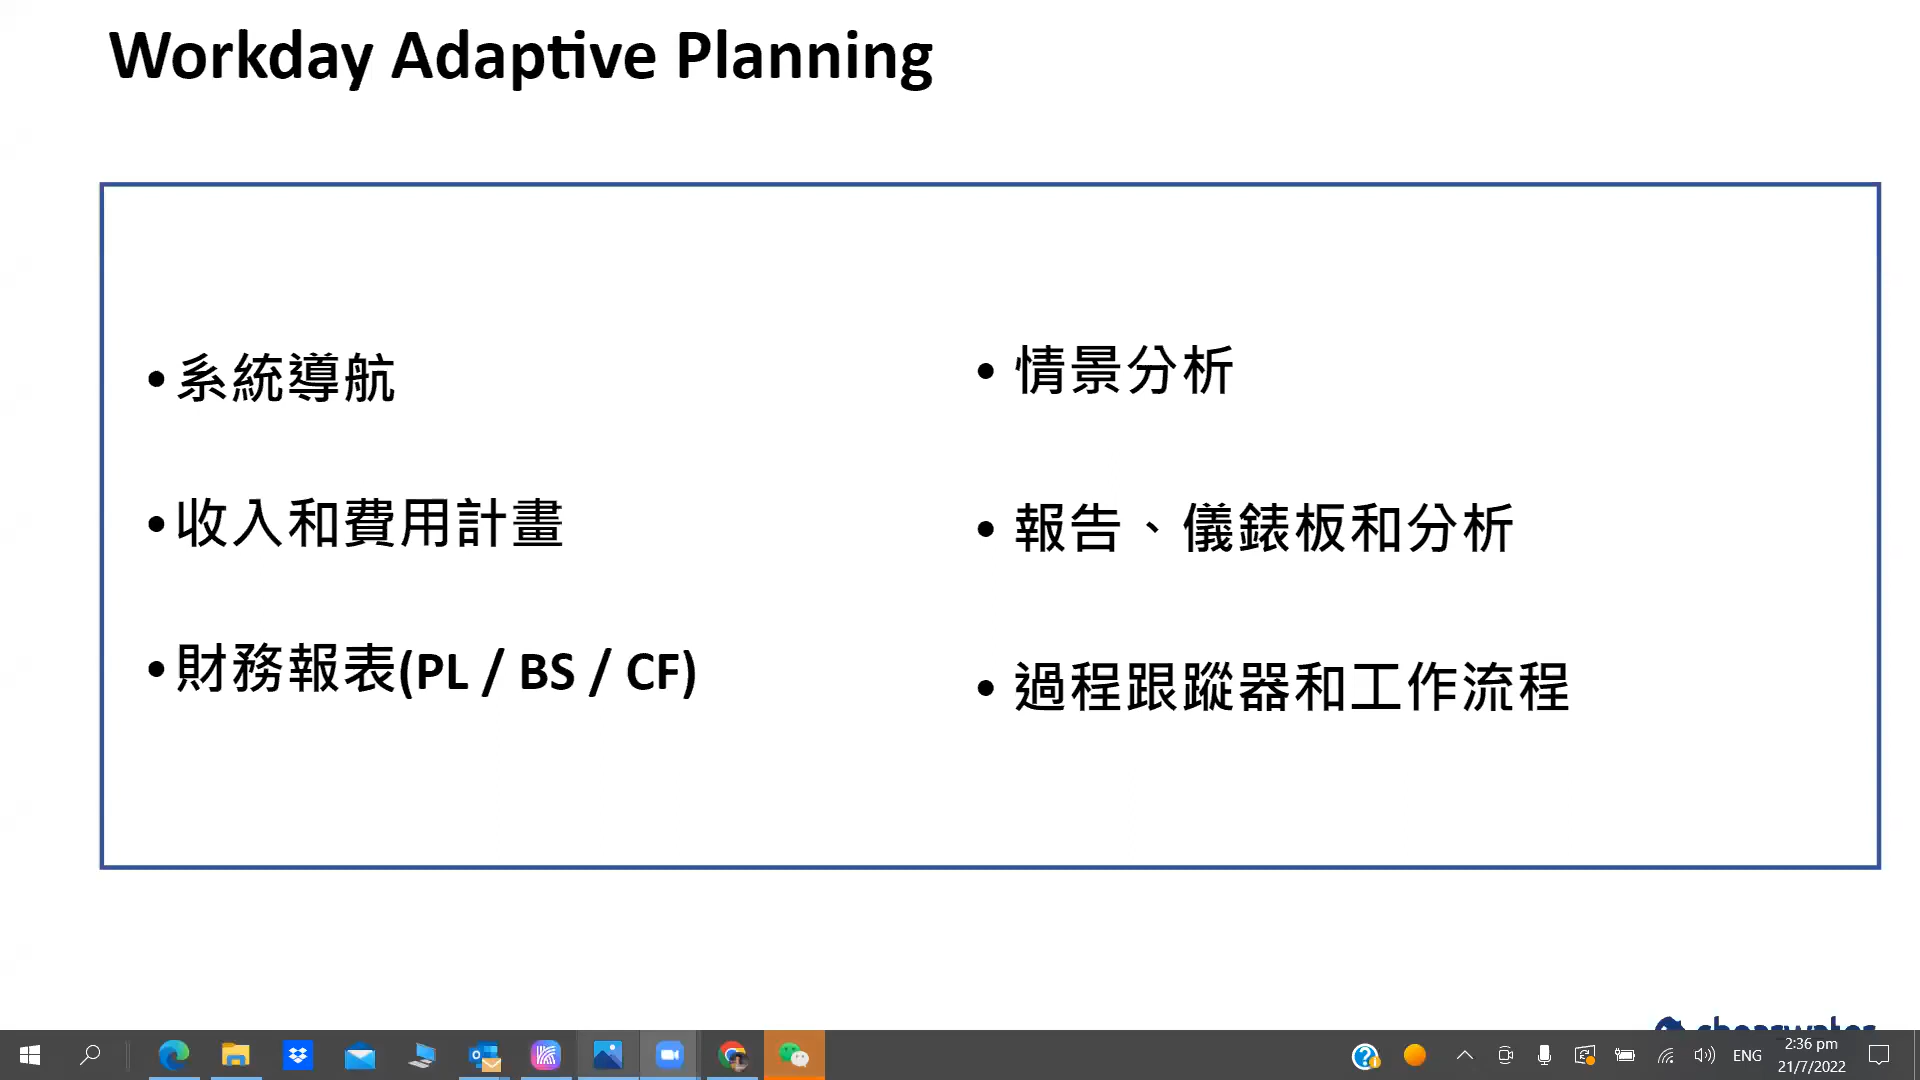 Workday Adaptive Planning
•系統導航
•收入和費用計畫
•財務報表(PL / BS / CF)
• 情景分析
• 報告、儀錶板和分析
• 過程跟蹤器和工作流程
ENG
2:36 pm
21/7/2022